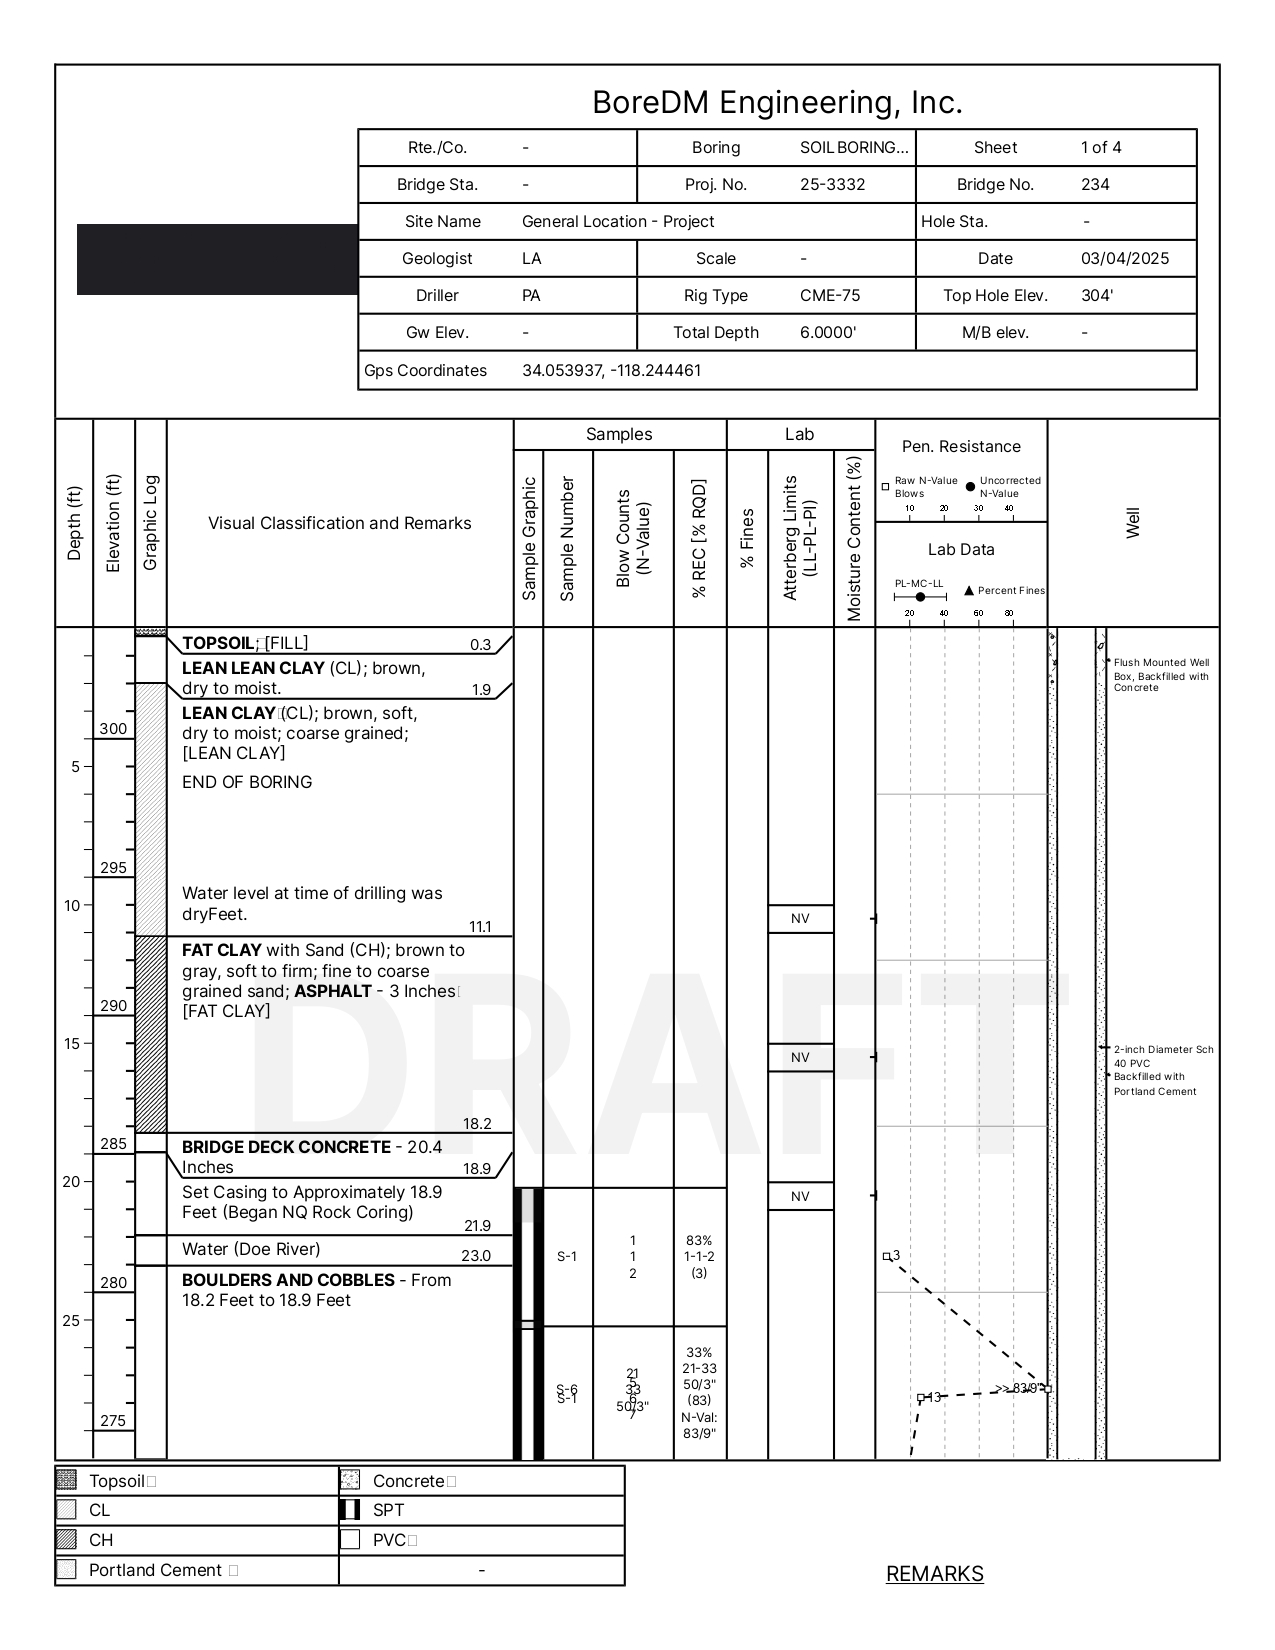 BoreDM Engineering, Inc.
Rte./Co. - Boring SOIL BORING... Sheet 1 of 4
Bridge Sta. - Proj. No. 25-3332 Bridge No. 234
Site Name General Location - Project Hole Sta. -
Geologist LA Scale - Date 03/04/2025
Driller PA Rig Type CME-75 Top Hole Elev. 304'
Gw Elev. - Total Depth 6.0000' M/B elev. -
Gps Coordinates 34.053937, -118.244461
Depth (ft)
Elevation (ft)
Graphic Log
Visual Classification and Remarks
Samples
Sample Graphic
Sample Number
Blow Counts
(N-Value)
% REC [% RQD]
Lab
% Fines
Atterberg Limits
(LL-PL-PI)
Moisture Content (%)
Pen. Resistance
Raw N-Value
Blows
Uncorrected
N-Value
10 20 30 40
Lab Data
PL-MC-LL
Percent Fines
20 40 60 80
Well
TOPSOIL; [FILL] 0.3
LEAN LEAN CLAY (CL); brown,
dry to moist. 1.9
LEAN CLAY (CL); brown, soft,
dry to moist; coarse grained;
[LEAN CLAY]
END OF BORING
Water level at time of drilling was
dryFeet.
11.1
FAT CLAY with Sand (CH); brown to
gray, soft to firm; fine to coarse
grained sand; ASPHALT - 3 Inches
[FAT CLAY]
18.2
BRIDGE DECK CONCRETE - 20.4
Inches 18.9
Set Casing to Approximately 18.9
Feet (Began NQ Rock Coring)
21.9
Water (Doe River) 23.0
BOULDERS AND COBBLES - From
18.2 Feet to 18.9 Feet
5
10
15
20
25
300
295
290
285
280
275
S-1
1
1
2
83%
1-1-2
(3)
S-6
S-1
21
5
33
6
50/3"
7
33%
21-33
50/3"
(83)
N-Val:
83/9"
NV
NV
NV
3
>> 83/9"
13
Flush Mounted Well
Box, Backfilled with
Concrete
2-inch Diameter Sch
40 PVC
Backfilled with
Portland Cement
DRAFT
Topsoil Concrete
CL SPT
CH PVC
Portland Cement -
REMARKS